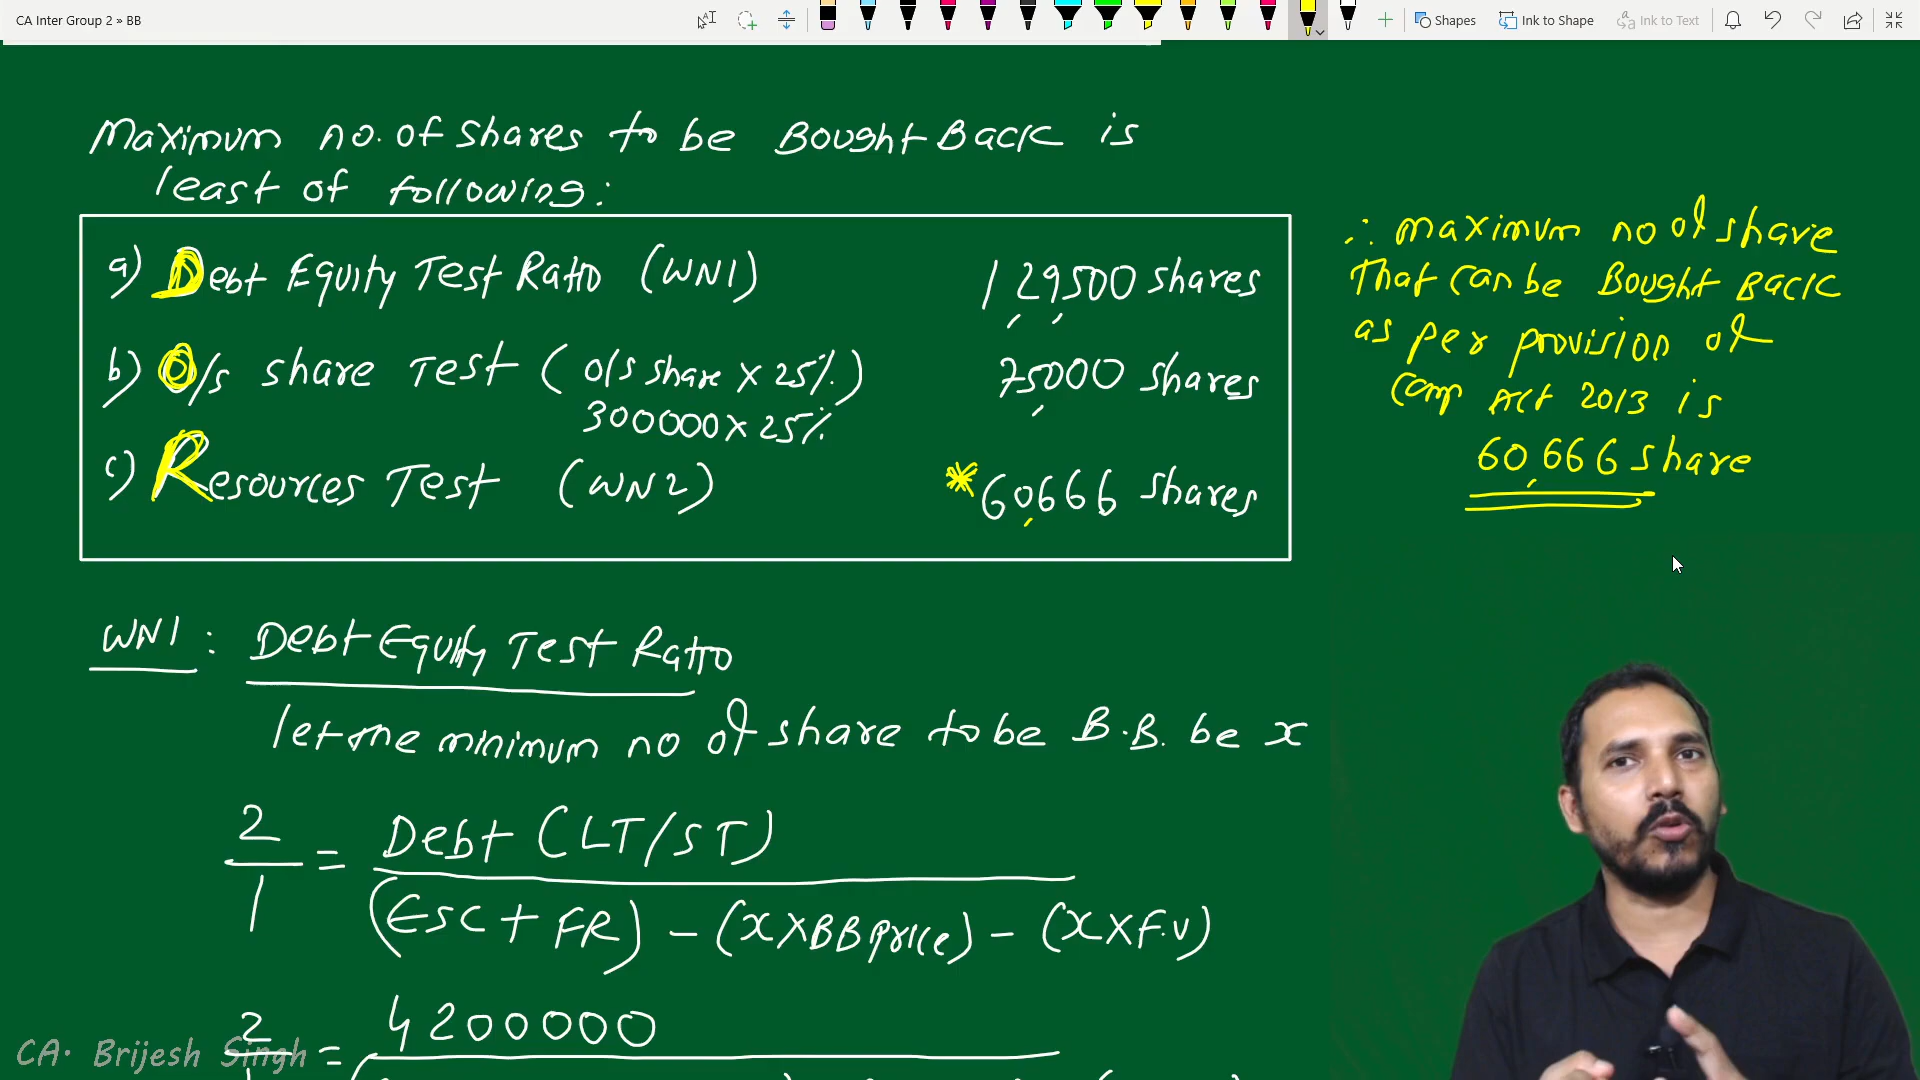 CA Inter Group 2 » BB
Shapes
Ink to Shape
Ink to Text
Maximum no. of shares to be Bought Back is
least of following:
a) Debt Equity Test Ratio (WN1) 1,29,500 shares
b) O/s share Test ( o/s share X 25% ) 75,000 shares
300000 X 25%
c) Resources Test (WN2) * 60,666 shares
∴ maximum no of share
That can be Bought Back
as per provision of
Comp Act 2013 is
60,666 share
WN1 : Debt Equity Test Ratio
let the minimum no of share to be B.B. be x
2/1 = Debt (LT/ST)
(ESC + FR) - (x X BB Price) - (x X F.V)
2 = 4200000
CA. Brijesh Singh